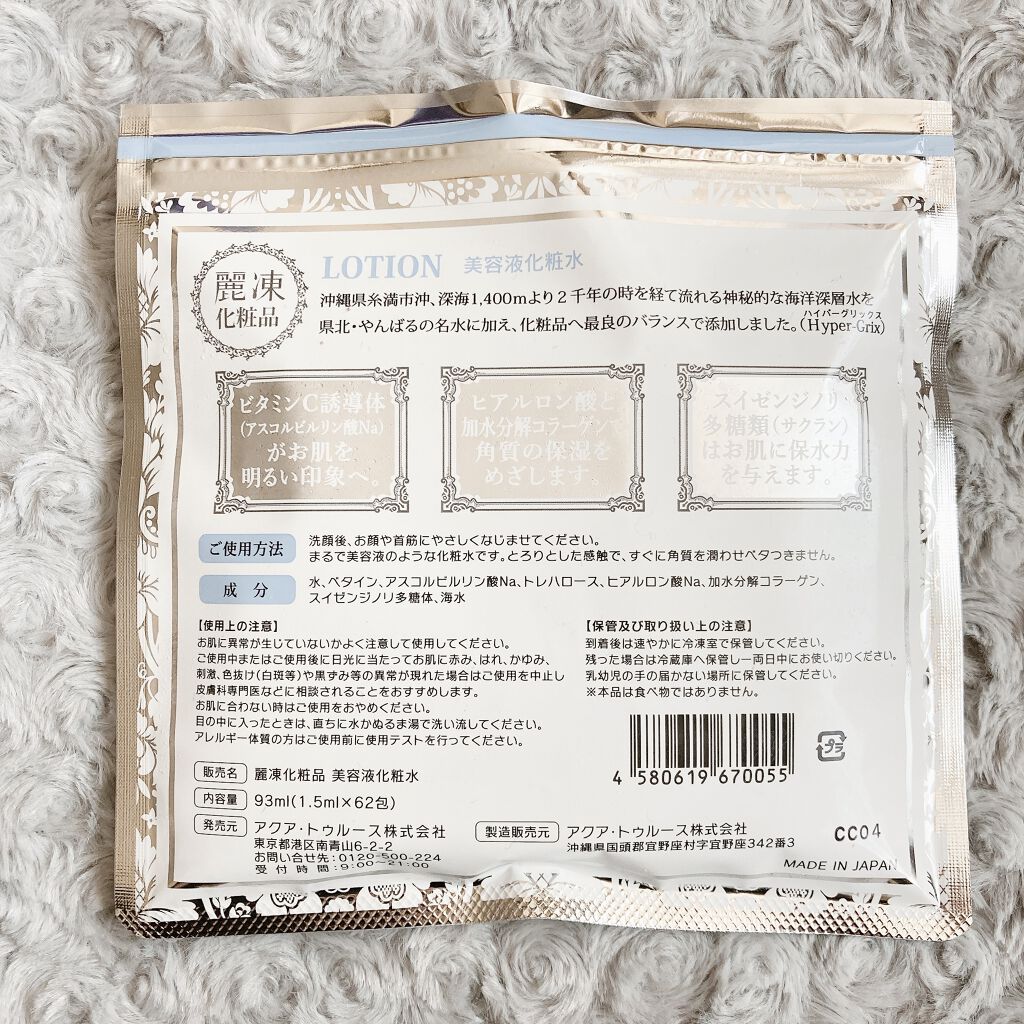 麗凍
化粧品
LOTION 美容液化粧水
沖縄県糸満市沖、深海1,400mより2千年の時を経て流れる神秘的な海洋深層水を
県北・やんばるの名水に加え、化粧品へ最良のバランスで添加しました。(Hyper-Grix)
ハイパーグリックス
ビタミンC誘導体
(アスコルビルリン酸Na)
がお肌を
明るい印象へ。
ヒアルロン酸と
加水分解コラーゲンで
角質の保湿を
めざします。
スイゼンジノリ
多糖類(サクラン)
はお肌に保水力
を与えます。
ご使用方法
洗顔後、お顔や首筋にやさしくなじませてください。
まるで美容液のような化粧水です。とろりとした感触で、すぐに角質を潤わせベタつきません。
成 分
水、ベタイン、アスコルビルリン酸Na、トレハロース、ヒアルロン酸Na、加水分解コラーゲン、
スイゼンジノリ多糖体、海水
【使用上の注意】
お肌に異常が生じていないかよく注意して使用してください。
ご使用中またはご使用後に日光に当たってお肌に赤み、はれ、かゆみ、
刺激、色抜け(白斑等)や黒ずみ等の異常が現れた場合はご使用を中止し
皮膚科専門医などに相談されることをおすすめします。
お肌に合わない時はご使用をおやめください。
目の中に入ったときは、直ちに水かぬるま湯で洗い流してください。
アレルギー体質の方はご使用前に使用テストを行ってください。
【保管及び取り扱い上の注意】
到着後は速やかに冷凍室で保管してください。
残った場合は冷蔵庫へ保管し一両日中にお使い切りください。
乳幼児の手の届かない場所に保管してください。
※本品は食べ物ではありません。
4 580619 670055
プラ
販売名 麗凍化粧品 美容液化粧水
内容量 93ml(1.5ml×62包)
発売元 アクア・トゥルース株式会社
東京都港区南青山6-2-2
お問い合せ先:0120-500-224
受付時間:9:00~21:00
製造販売元 アクア・トゥルース株式会社
沖縄県国頭郡宜野座村字宜野座342番3
CC04
MADE IN JAPAN